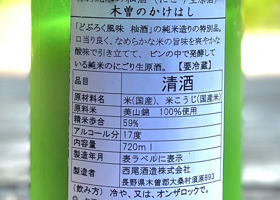 木曽のかけはし
「どぶろく風味 杣酒」の純米造りの特別品。
口当り良く、なめらかな米の旨味を爽やかな
酸味で引き立てて、ビンの中で発酵して
いる純米のにごり生原酒。【要冷蔵】
品目 清酒
原材料名 米(国産)、米こうじ(国産米)
原料米 美山錦 100%使用
精米歩合 59%
アルコール分 17度
内容量 720ml
製造年月 表ラベルに表示
製造者 西尾酒造株式会社
長野県木曽郡大桑村須原893
(飲み方) 冷や、又は、オンザロックで。